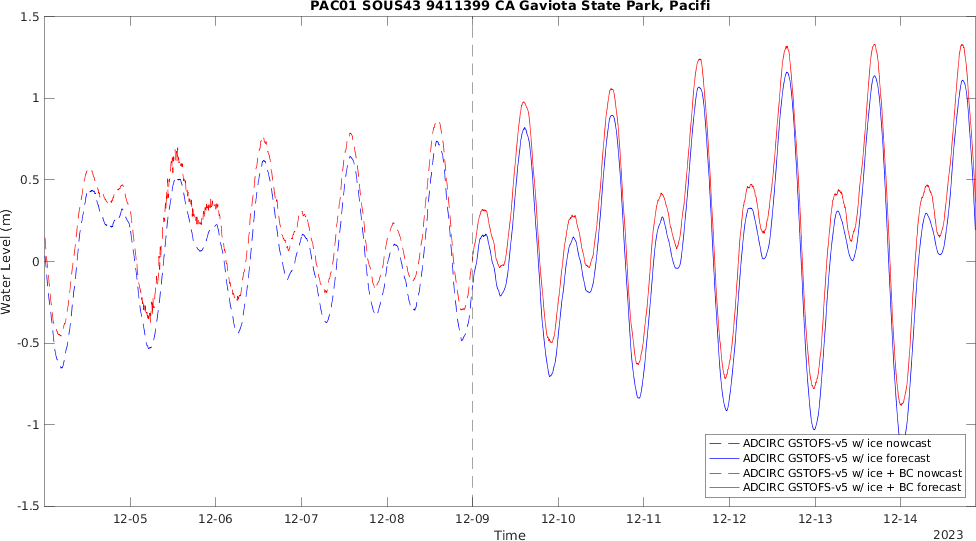 PAC01 SOUS43 9411399 CA Gaviota State Park, Pacifi
1.5
1
0.5
0
-0.5
-1
-1.5
Water Level (m)
ADCIRC GSTOFS-v5 w/ ice nowcast
ADCIRC GSTOFS-v5 w/ ice forecast
ADCIRC GSTOFS-v5 w/ ice + BC nowcast
ADCIRC GSTOFS-v5 w/ ice + BC forecast
12-05 12-06 12-07 12-08 12-09 12-10 12-11 12-12 12-13 12-14
Time
2023